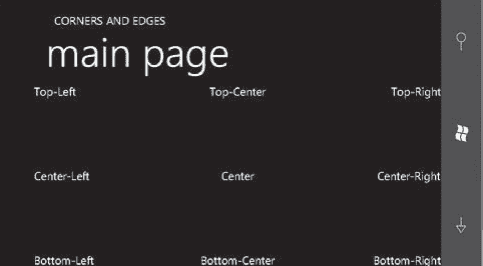 CORNERS AND EDGES
main page
Top-Left Top-Center Top-Right
Center-Left Center Center-Right
Bottom-Left Bottom-Center Bottom-Right